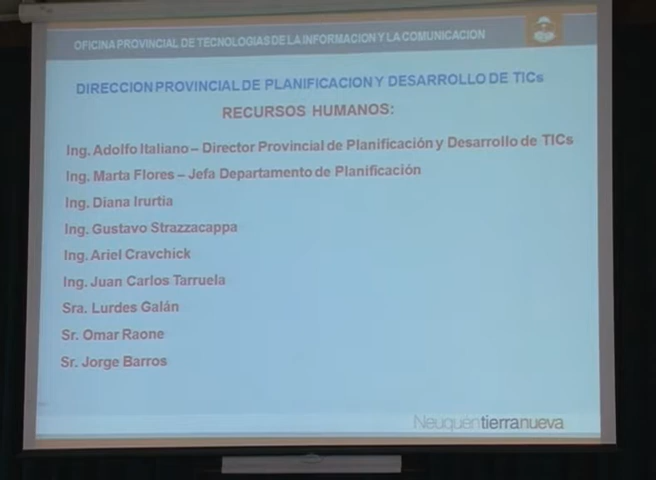 OFICINA PROVINCIAL DE TECNOLOGIAS DE LA INFORMACION Y LA COMUNICACION
DIRECCION PROVINCIAL DE PLANIFICACION Y DESARROLLO DE TICs
RECURSOS HUMANOS:
Ing. Adolfo Italiano – Director Provincial de Planificación y Desarrollo de TICs
Ing. Marta Flores – Jefa Departamento de Planificación
Ing. Diana Irurtia
Ing. Gustavo Strazzacappa
Ing. Ariel Cravchick
Ing. Juan Carlos Tarruela
Sra. Lurdes Galán
Sr. Omar Raone
Sr. Jorge Barros
Neuquentierranueva